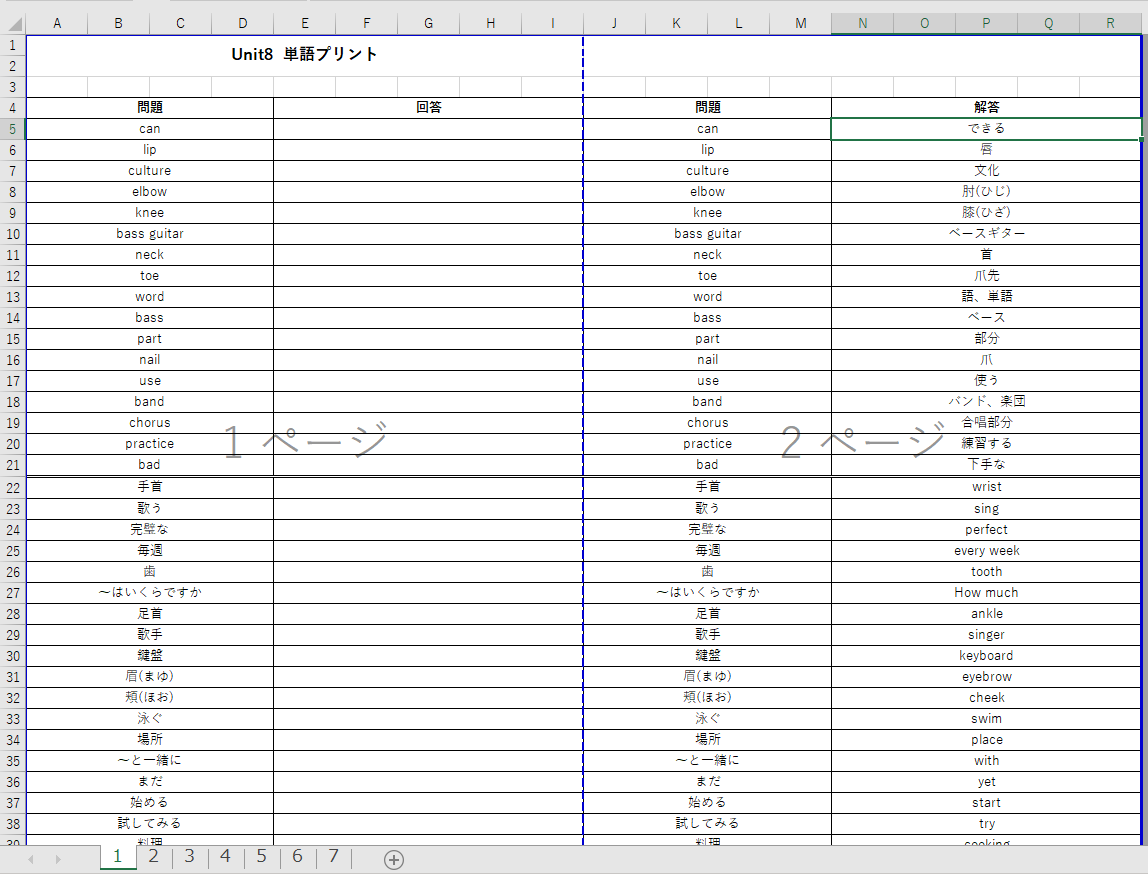 A B C D E F G H I J K L M N O P Q R
1 Unit8 単語プリント
2
3
4 問題 回答 問題 解答
5 can can できる
6 lip lip 唇
7 culture culture 文化
8 elbow elbow 肘(ひじ)
9 knee knee 膝(ひざ)
10 bass guitar bass guitar ベースギター
11 neck neck 首
12 toe toe 爪先
13 word word 語、単語
14 bass bass ベース
15 part part 部分
16 nail nail 爪
17 use use 使う
18 band band バンド、楽団
19 chorus chorus 合唱部分
20 practice practice 練習する
1 ページ 2 ページ
21 bad bad 下手な
22 手首 手首 wrist
23 歌う 歌う sing
24 完璧な 完璧な perfect
25 毎週 毎週 every week
26 歯 歯 tooth
27 ～はいくらですか ～はいくらですか How much
28 足首 足首 ankle
29 歌手 歌手 singer
30 鍵盤 鍵盤 keyboard
31 眉(まゆ) 眉(まゆ) eyebrow
32 頬(ほお) 頬(ほお) cheek
33 泳ぐ 泳ぐ swim
34 場所 場所 place
35 ～と一緒に ～と一緒に with
36 まだ まだ yet
37 始める 始める start
38 試してみる 試してみる try
39 料理 料理 cooking
1 2 3 4 5 6 7